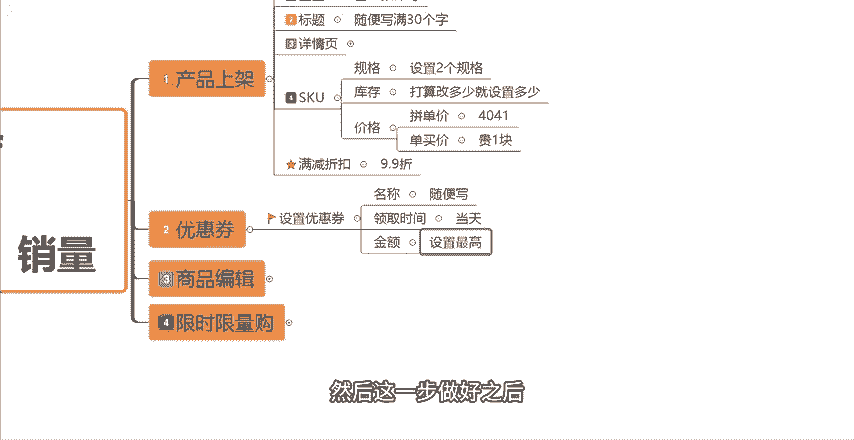 2 标题 随便写满30个字
3 详情页
1 产品上架
规格 设置2个规格
4 SKU
库存 打算改多少就设置多少
价格
拼单价 4041
单买价 贵1块
满减折扣 9.9折
销量
2 优惠券
设置优惠券
名称 随便写
领取时间 当天
金额 设置最高
3 商品编辑
4 限时限量购
然后这一步做好之后